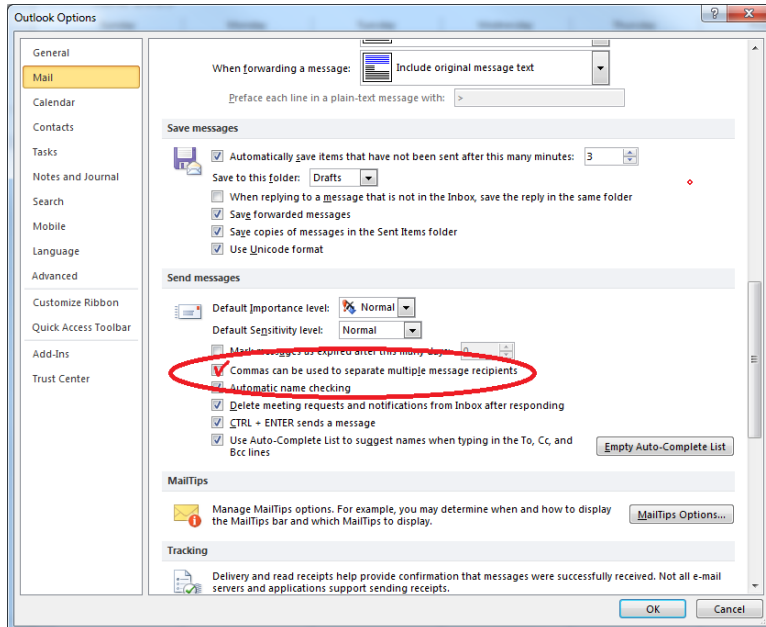 Outlook Options
General
Mail
Calendar
Contacts
Tasks
Notes and Journal
Search
Mobile
Language
Advanced
Customize Ribbon
Quick Access Toolbar
Add-Ins
Trust Center
When forwarding a message: Include original message text
Preface each line in a plain-text message with: >
Save messages
Automatically save items that have not been sent after this many minutes: 3
Save to this folder: Drafts
When replying to a message that is not in the Inbox, save the reply in the same folder
Save forwarded messages
Save copies of messages in the Sent Items folder
Use Unicode format
Send messages
Default Importance level: Normal
Default Sensitivity level: Normal
Mark messages as expired after this many days: 0
Commas can be used to separate multiple message recipients
Automatic name checking
Delete meeting requests and notifications from Inbox after responding
CTRL + ENTER sends a message
Use Auto-Complete List to suggest names when typing in the To, Cc, and
Bcc lines
Empty Auto-Complete List
MailTips
Manage MailTips options. For example, you may determine when and how to display
the MailTips bar and which MailTips to display.
MailTips Options...
Tracking
Delivery and read receipts help provide confirmation that messages were successfully received. Not all e-mail
servers and applications support sending receipts.
OK
Cancel